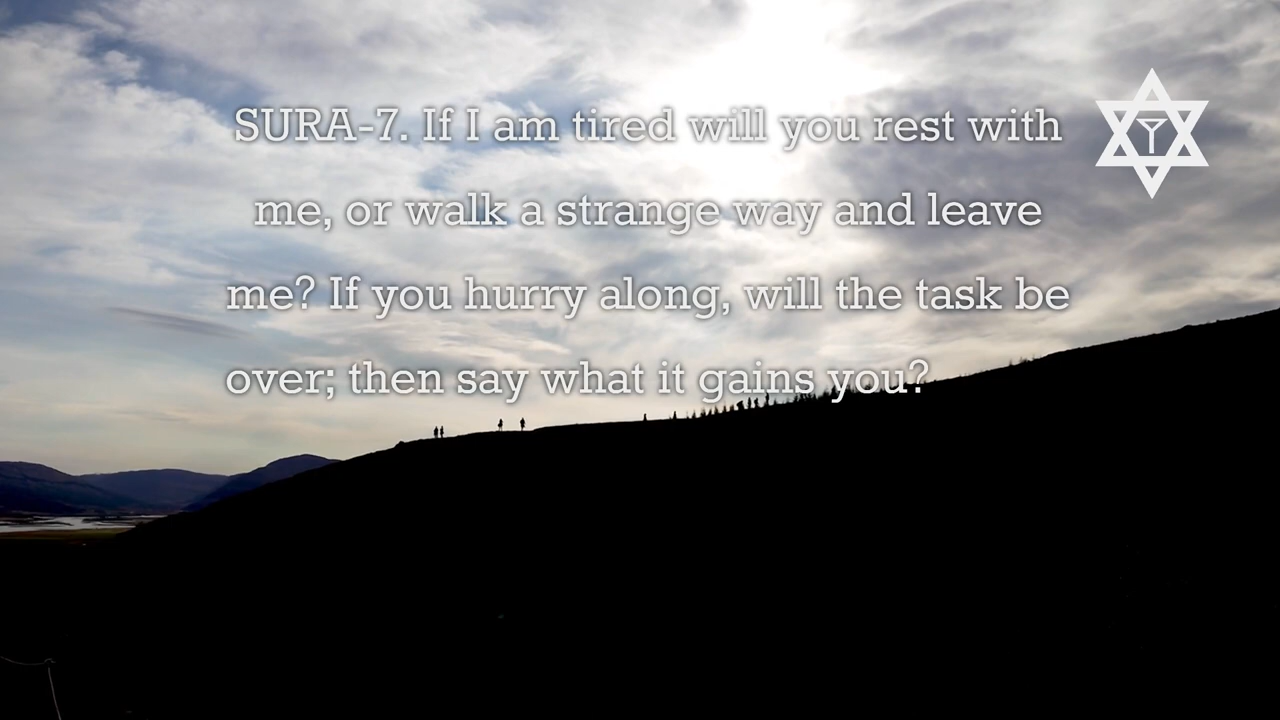 SURA-7. If I am tired will you rest with
me, or walk a strange way and leave
me? If you hurry along, will the task be
over; then say what it gains you?